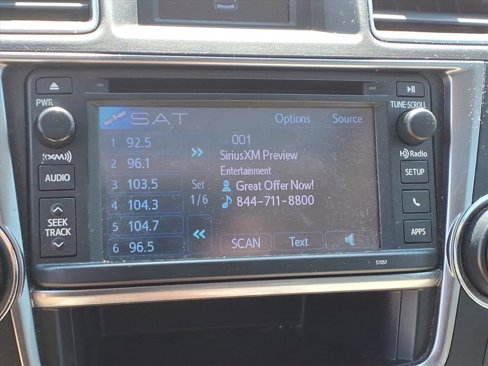 SAT
Options Source
PWR
TUNE·SCROLL
001
1 92.5
SiriusXM Preview
2 96.1
Entertainment
HD Radio
3 103.5
Set
Great Offer Now!
AUDIO
SETUP
4 104.3
1/6
844-711-8800
5 104.7
SEEK
TRACK
6 96.5
SCAN Text
APPS
57057